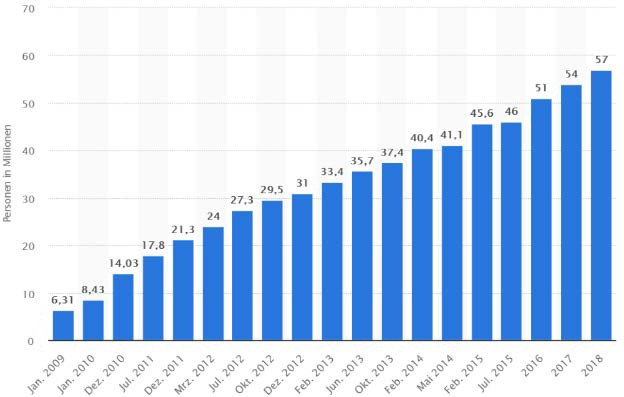 70
60
50
40
30
20
10
0
Personen in Millionen
6,31
8,43
14,03
17,8
21,3
24
27,3
29,5
31
33,4
35,7
37,4
40,4
41,1
45,6
46
51
54
57
Jan. 2009
Jan. 2010
Dez. 2010
Jul. 2011
Dez. 2011
Mrz. 2012
Jul. 2012
Okt. 2012
Dez. 2012
Feb. 2013
Jun. 2013
Okt. 2013
Feb. 2014
Mai 2014
Feb. 2015
Jul. 2015
2016
2017
2018